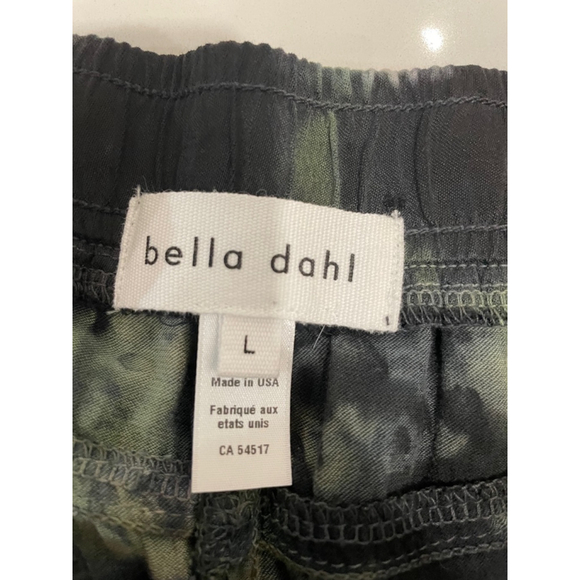 bella dahl
L
Made in USA
Fabriqué aux
etats unis
CA 54517